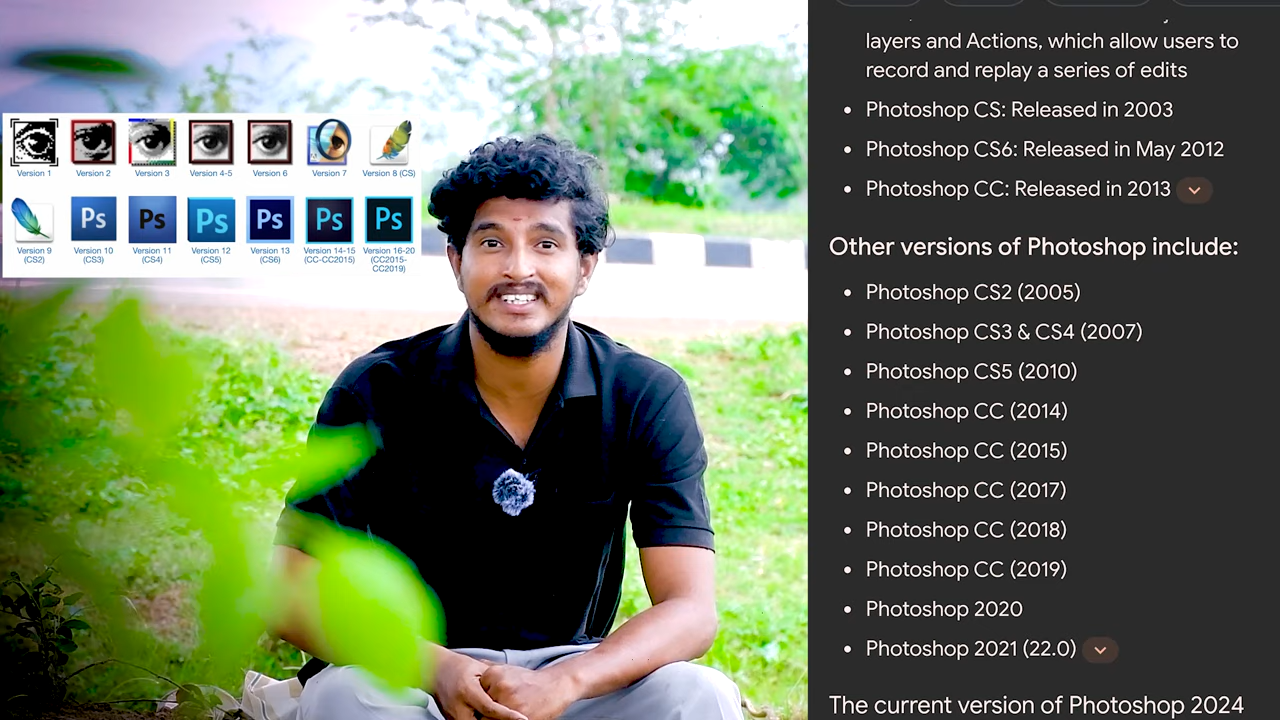 Version 1
Version 2
Version 3
Version 4-5
Version 6
Version 7
Version 8 (CS)
Ps
Ps
Ps
Ps
Ps
Ps
Version 9
(CS2)
Version 10
(CS3)
Version 11
(CS4)
Version 12
(CS5)
Version 13
(CS6)
Version 14-15
(CC-CC2015)
Version 16-20
(CC2015-
CC2019)
layers and Actions, which allow users to
record and replay a series of edits
• Photoshop CS: Released in 2003
• Photoshop CS6: Released in May 2012
• Photoshop CC: Released in 2013
Other versions of Photoshop include:
• Photoshop CS2 (2005)
• Photoshop CS3 & CS4 (2007)
• Photoshop CS5 (2010)
• Photoshop CC (2014)
• Photoshop CC (2015)
• Photoshop CC (2017)
• Photoshop CC (2018)
• Photoshop CC (2019)
• Photoshop 2020
• Photoshop 2021 (22.0)
The current version of Photoshop 2024